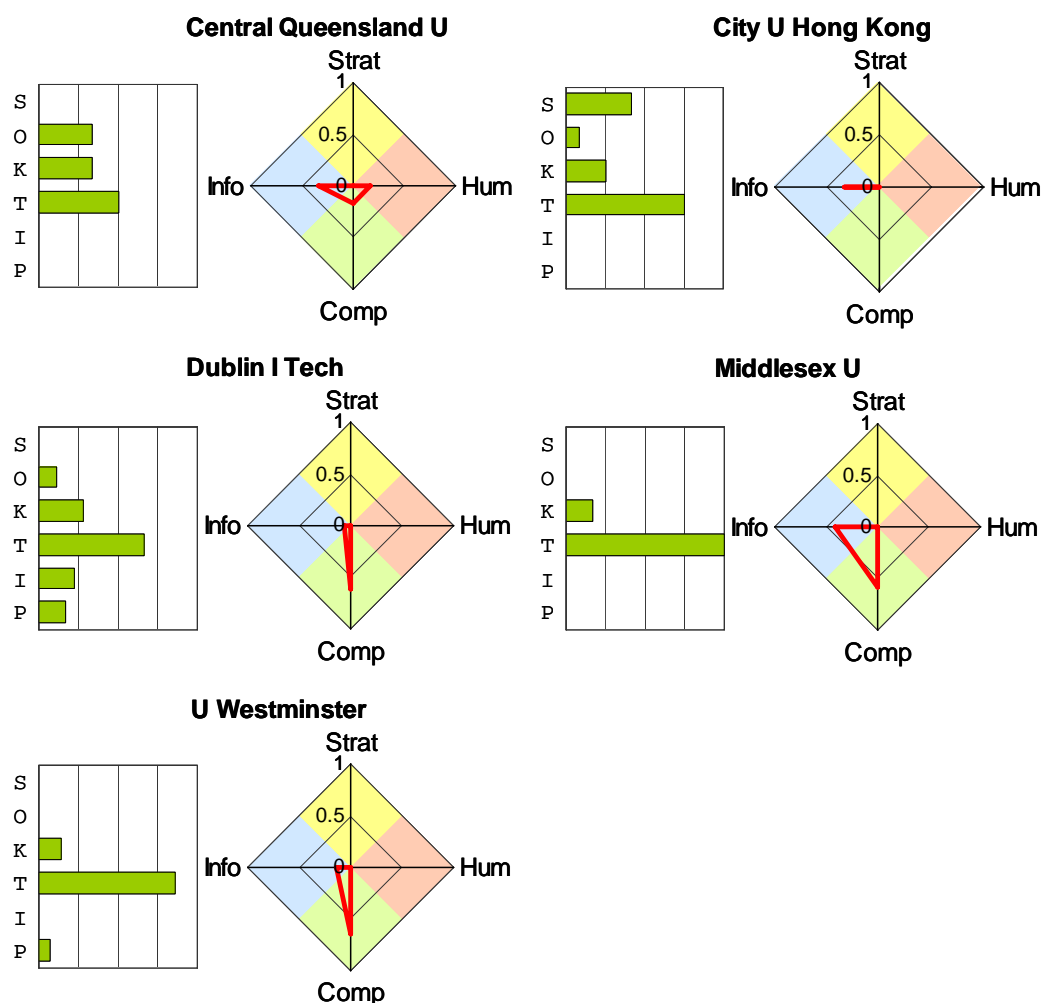 Central Queensland U
Strat
1
S
O
K
T
I
P
0.5
Info
0
Hum
Comp
City U Hong Kong
Strat
1
S
O
K
T
I
P
0.5
Info
0
Hum
Comp
Dublin I Tech
Strat
1
S
O
K
T
I
P
0.5
Info
0
Hum
Comp
Middlesex U
Strat
1
S
O
K
T
I
P
0.5
Info
0
Hum
Comp
U Westminster
Strat
1
S
O
K
T
I
P
0.5
Info
0
Hum
Comp